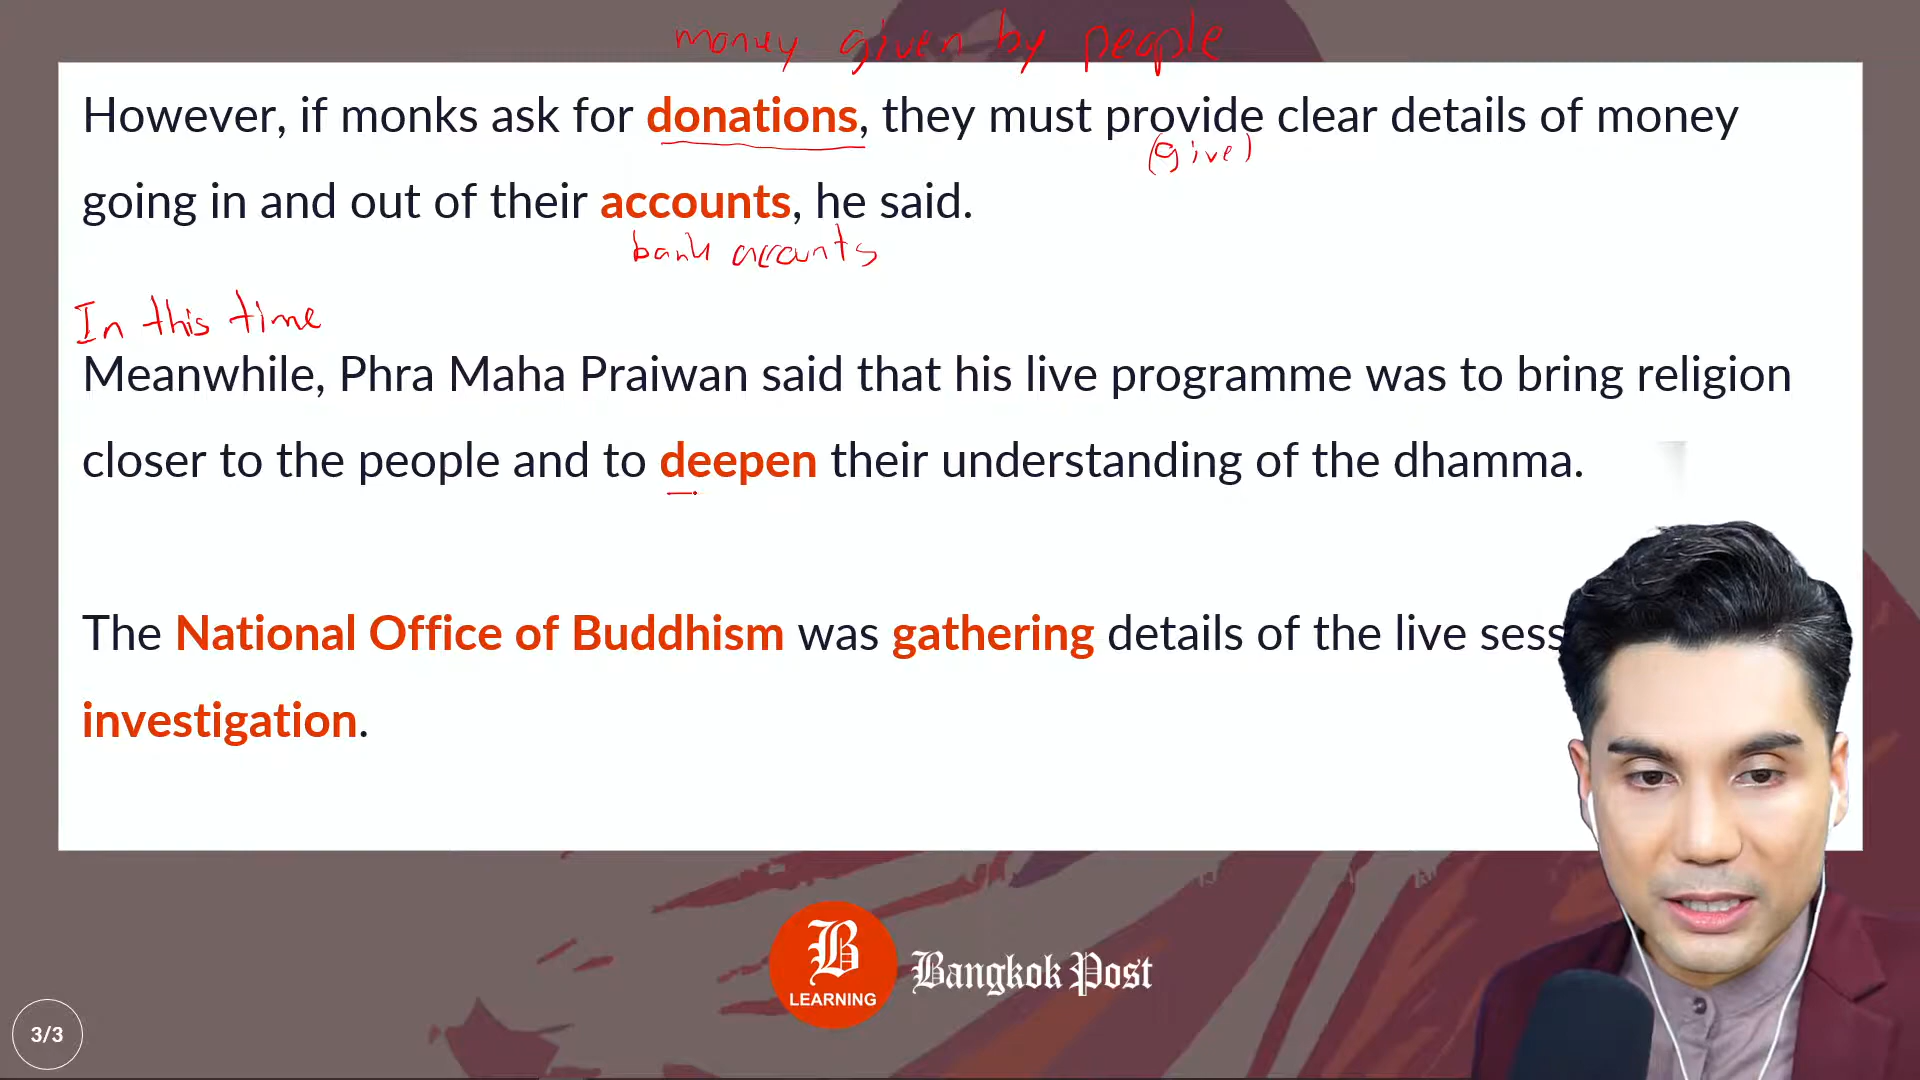 money given by people
However, if monks ask for donations, they must provide clear details of money
(give)
going in and out of their accounts, he said.
bank accounts
In this time
Meanwhile, Phra Maha Praiwan said that his live programme was to bring religion
closer to the people and to deepen their understanding of the dhamma.
The National Office of Buddhism was gathering details of the live sess
investigation.
B
LEARNING
Bangkok Post
3/3